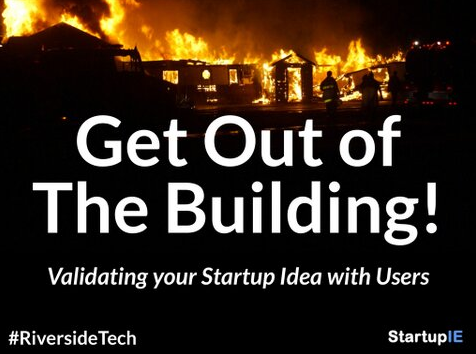 Get Out of
The Building!
Validating your Startup Idea with Users
#RiversideTech
StartupIE